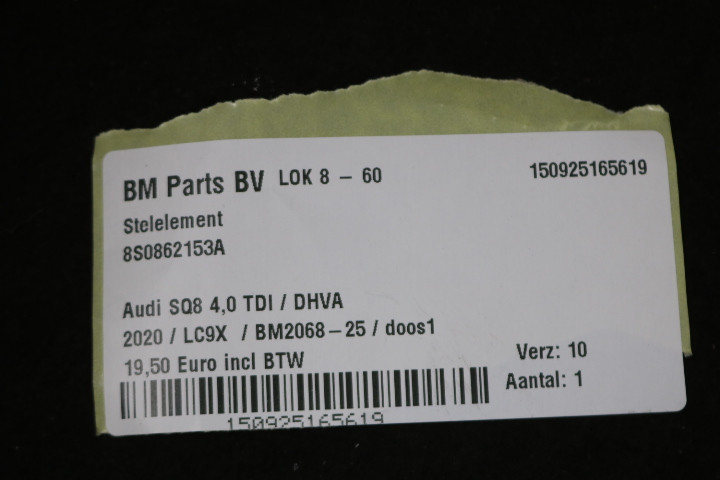 BM Parts BV LOK 8 - 60 150925165619
Stelelement
8S0862153A
Audi SQ8 4,0 TDI / DHVA
2020 / LC9X / BM2068-25 / doos1
19,50 Euro incl BTW
Verz: 10
Aantal: 1
150925165619